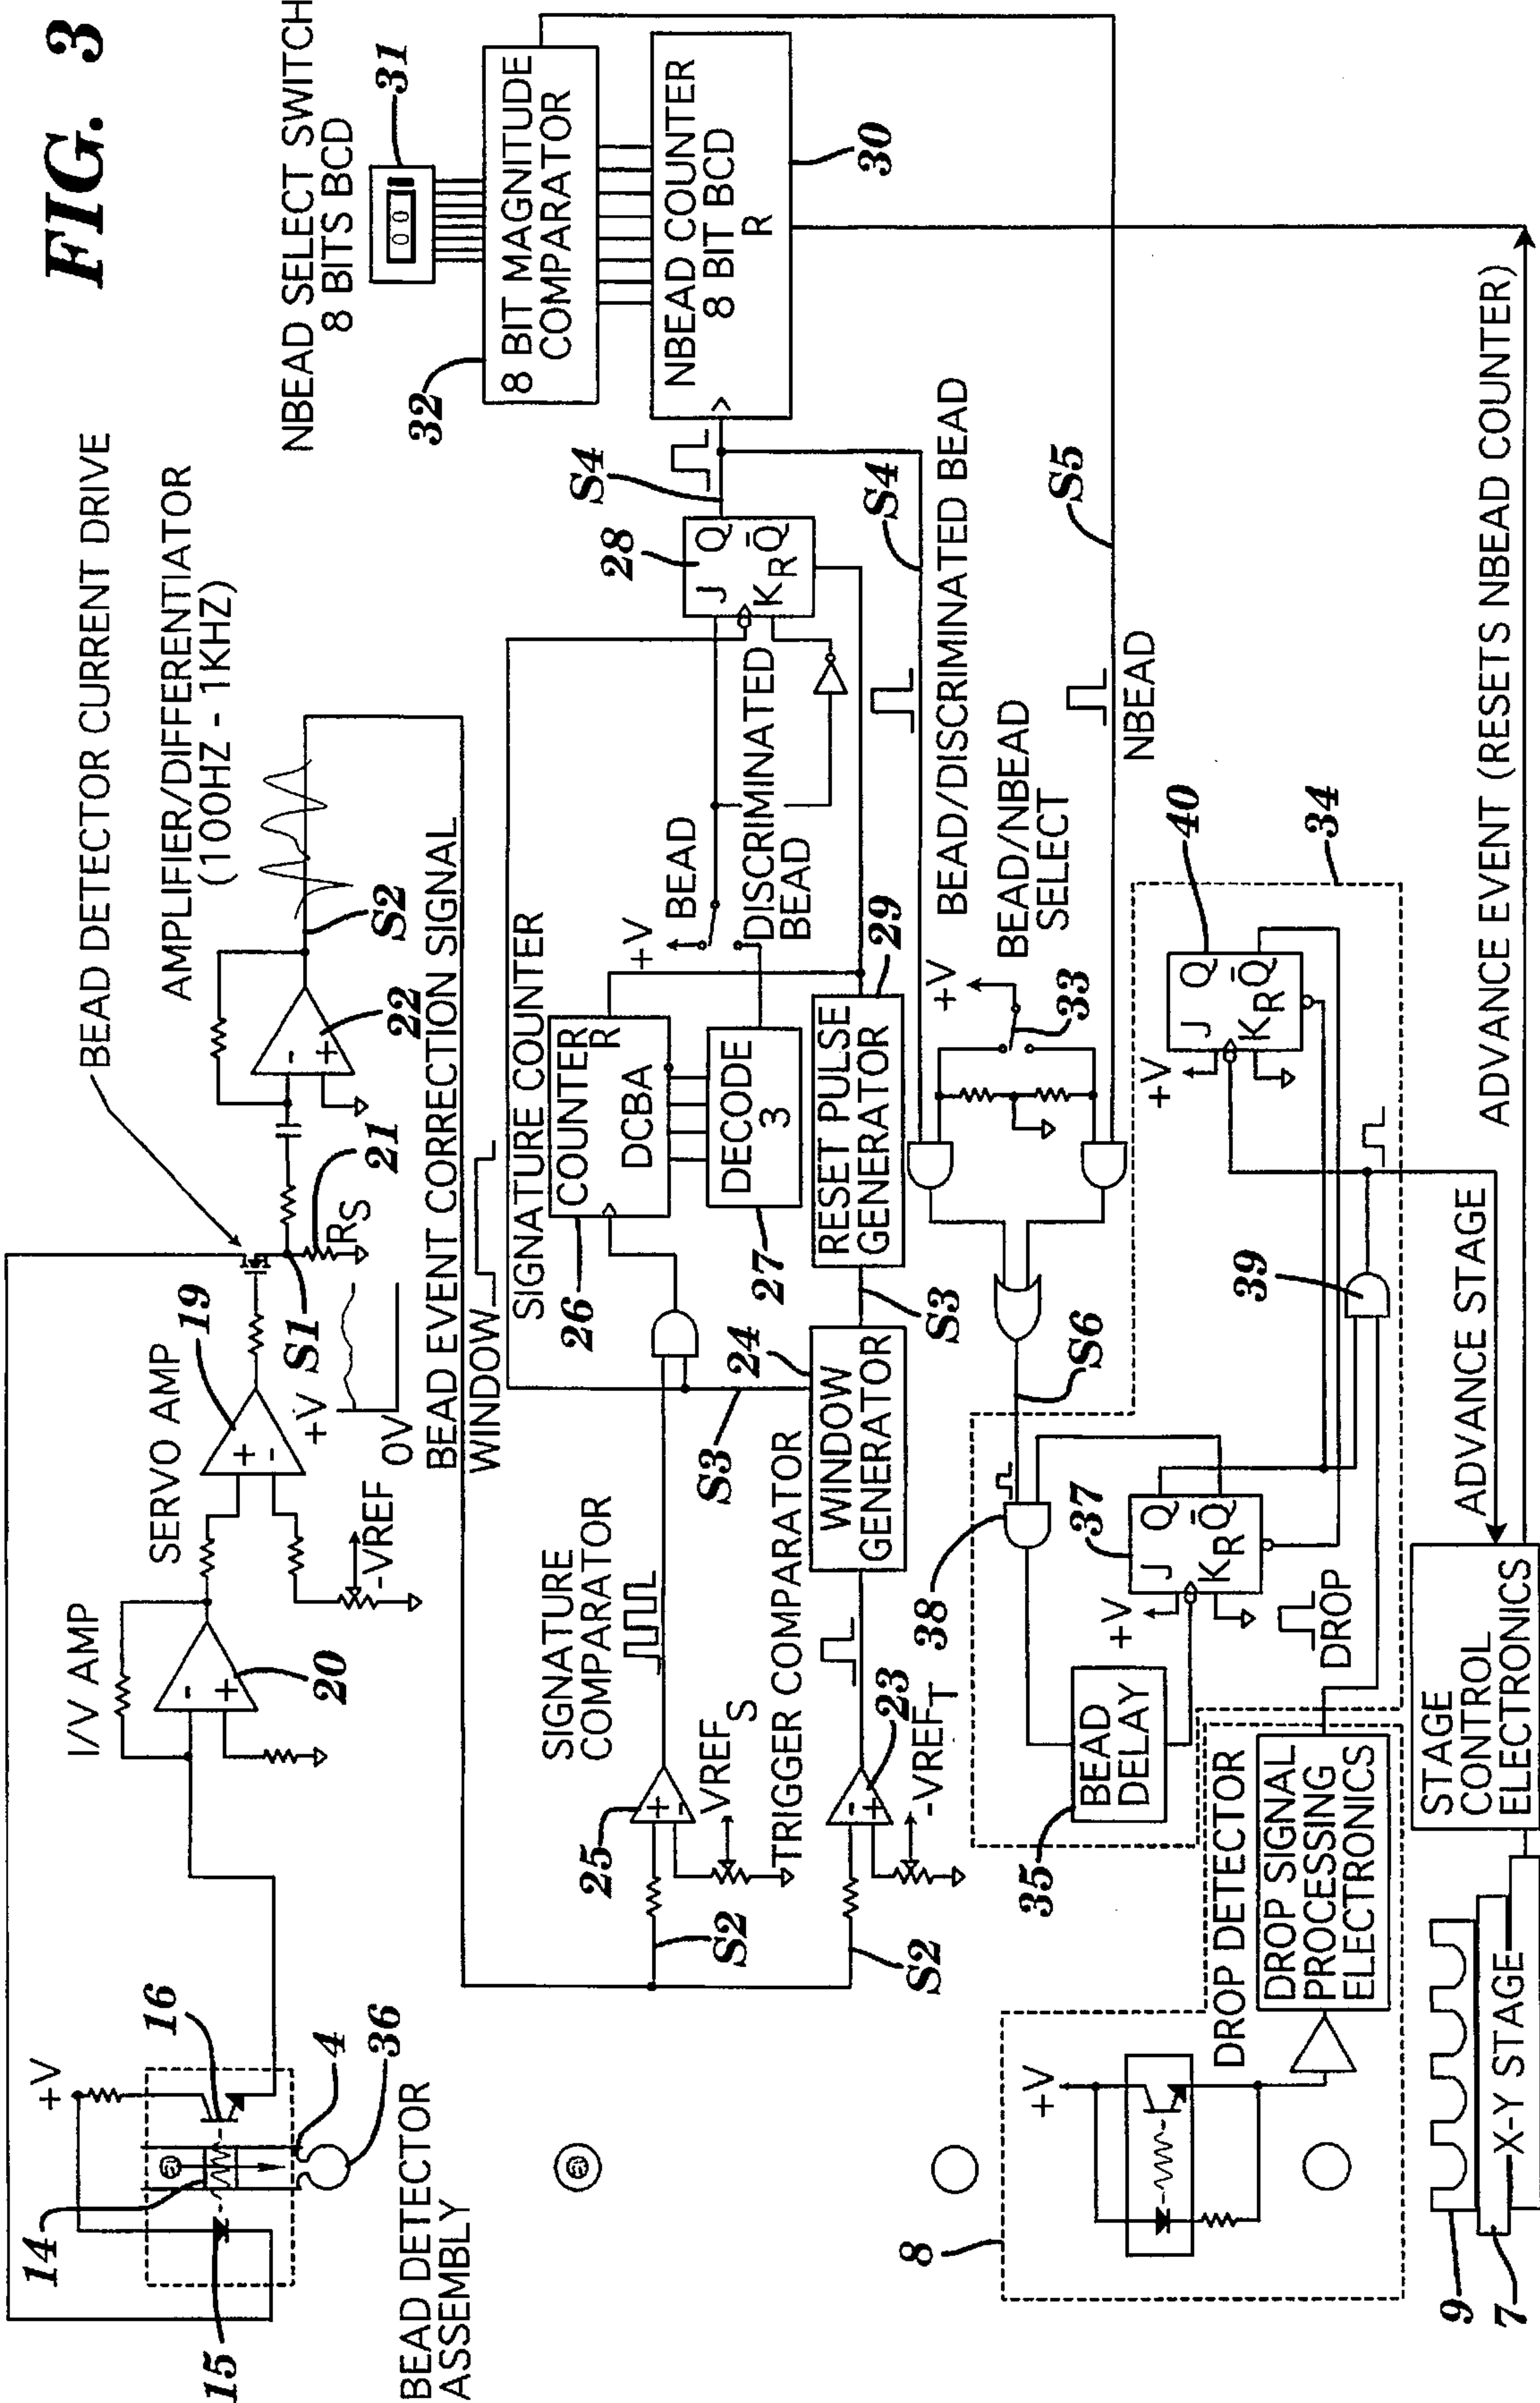 FIG. 3
NBEAD SELECT SWITCH
8 BITS BCD
31
0 0
32
8 BIT MAGNITUDE
COMPARATOR
NBEAD COUNTER
8 BIT BCD
R
30
BEAD DETECTOR CURRENT DRIVE
AMPLIFIER/DIFFERENTIATOR
(100HZ - 1KHZ)
-
+
22
S2
21
RS
S1
SERVO AMP
19
+
-
-VREF
+V
0V
I/V AMP
-
+
20
+V
16
14
15
4
36
BEAD DETECTOR
ASSEMBLY
BEAD EVENT CORRECTION SIGNAL
WINDOW
SIGNATURE COUNTER
26
COUNTER
R
DCBA
DECODE
3
27
+V
BEAD
DISCRIMINATED
BEAD
DISCRIMINATED
28
J
Q
K
R
Q̄
S4
S4
SIGNATURE
COMPARATOR
25
+
-
VREF
S
S2
S3
TRIGGER COMPARATOR
23
-
+
-VREF
T
S2
24
WINDOW
GENERATOR
S3
RESET PULSE
GENERATOR
29
BEAD/DISCRIMINATED BEAD
BEAD/NBEAD
SELECT
+V
33
S5
NBEAD
S6
38
37
J
Q
K
R
Q̄
+V
BEAD
DELAY
35
DROP
39
40
J
Q
K
R
Q̄
+V
34
DROP DETECTOR
DROP SIGNAL
PROCESSING
ELECTRONICS
+V
8
ADVANCE STAGE
ADVANCE EVENT (RESETS NBEAD COUNTER)
STAGE
CONTROL
ELECTRONICS
X-Y STAGE
9
7